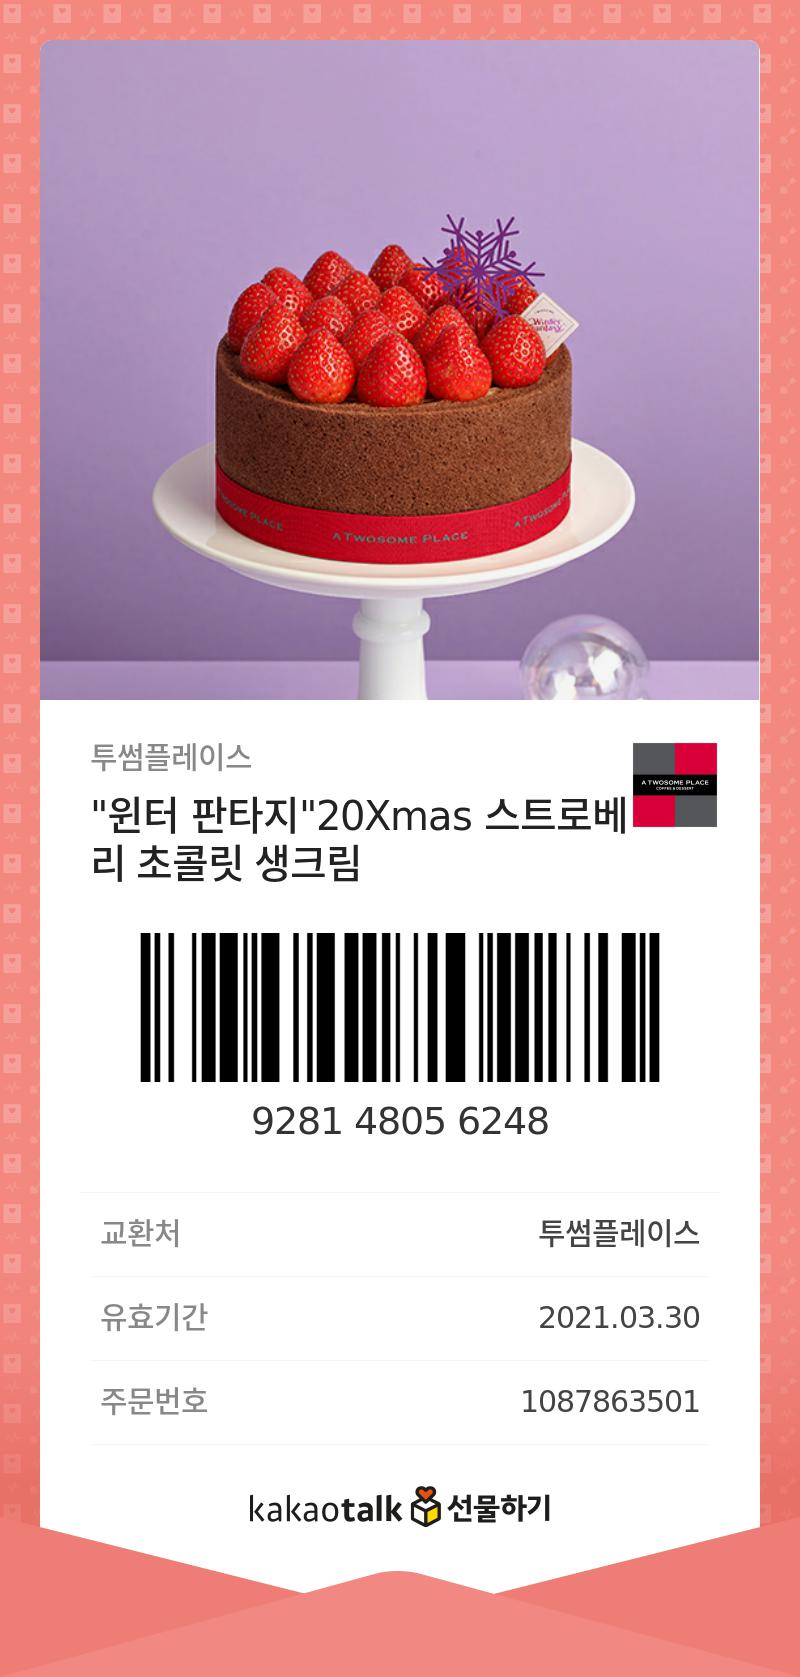 Winter
Fantasy
A TWOSOME PLACE
A TWOSOME PLACE
투썸플레이스
A TWOSOME PLACE
COFFEE & DESSERT
"윈터 판타지"20Xmas 스트로베
리 초콜릿 생크림
9281 4805 6248
교환처 투썸플레이스
유효기간 2021.03.30
주문번호 1087863501
kakaotalk 선물하기